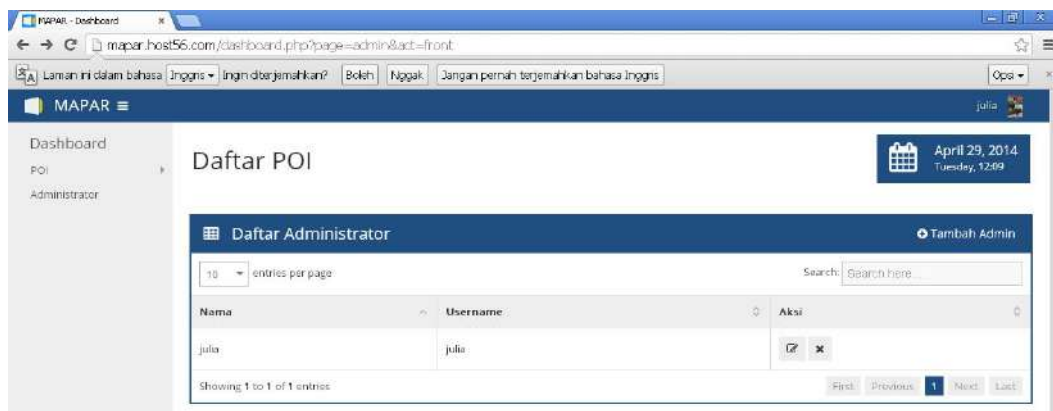 MAPAR - Dashboard
mapar.host56.com/dashboard.php?page=admin&act=front
Laman ini dalam bahasa Inggris Ingin diterjemahkan? Boleh Nggak Jangan pernah terjemahkan bahasa Inggris Opsi
MAPAR julia
Dashboard
POI
Administrator
Daftar POI
April 29, 2014
Tuesday, 12:09
Daftar Administrator Tambah Admin
10 entries per page Search: Search here...
Nama Username Aksi
julia julia
Showing 1 to 1 of 1 entries First Previous 1 Next Last